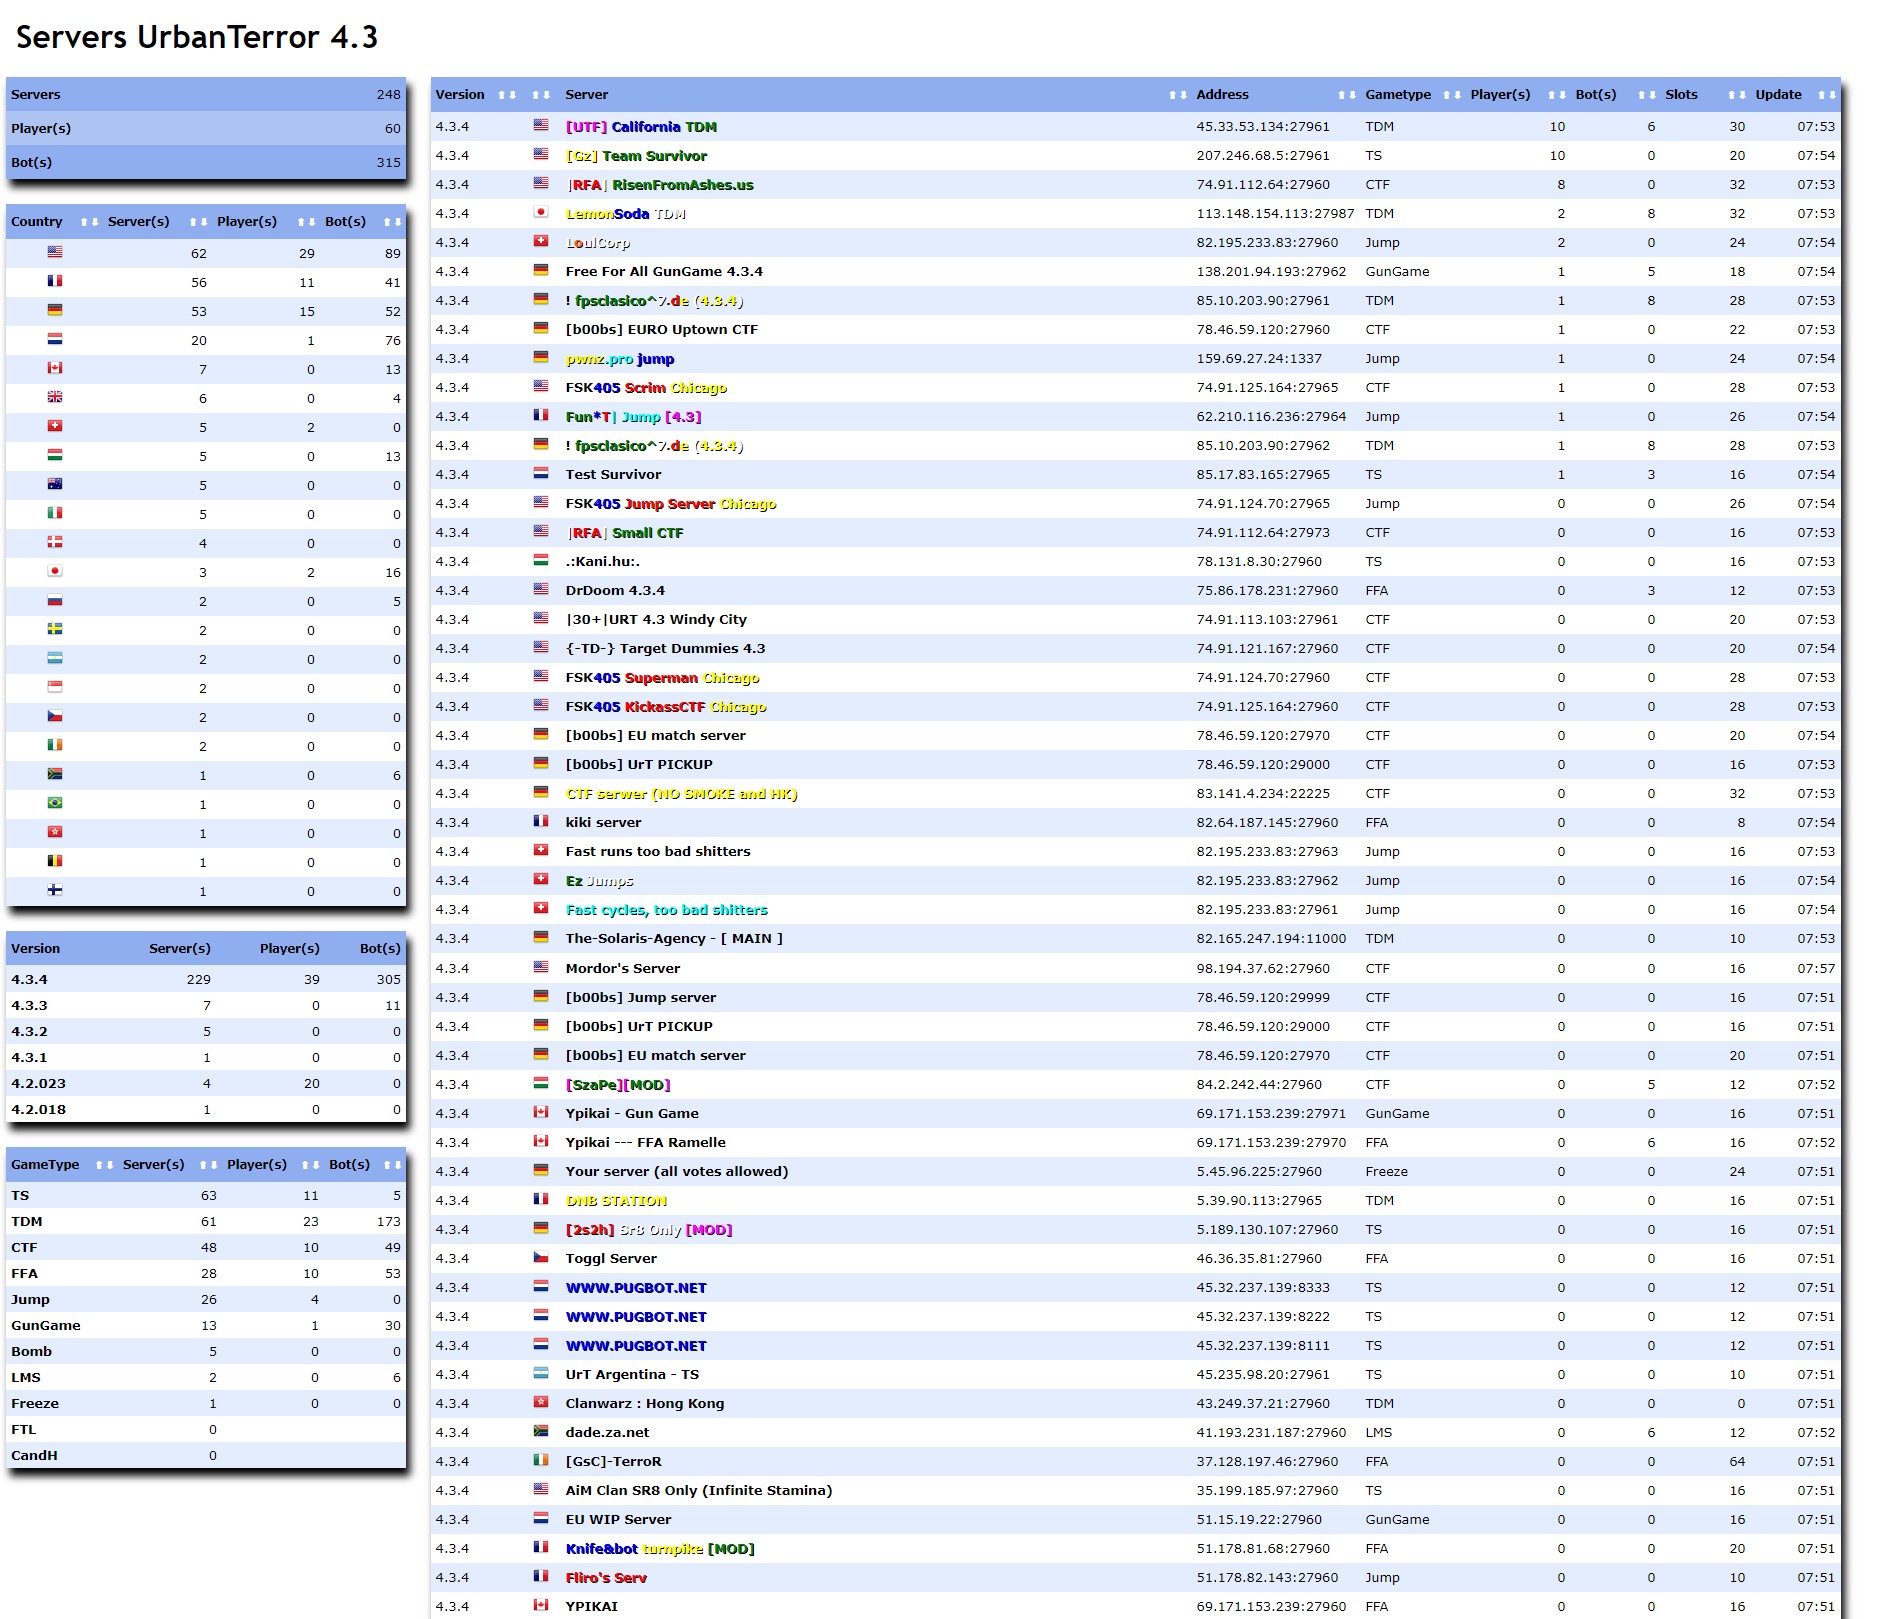 Servers UrbanTerror 4.3
Servers 248
Player(s) 60
Bot(s) 315
Country Server(s) Player(s) Bot(s)
62 29 89
56 11 41
53 15 52
20 1 76
7 0 13
6 0 4
5 2 0
5 0 13
5 0 0
5 0 0
4 0 0
3 2 16
2 0 5
2 0 0
2 0 0
2 0 0
2 0 0
2 0 0
1 0 6
1 0 0
1 0 0
1 0 0
1 0 0
Version Server(s) Player(s) Bot(s)
4.3.4 229 39 305
4.3.3 7 0 11
4.3.2 5 0 0
4.3.1 1 0 0
4.2.023 4 20 0
4.2.018 1 0 0
GameType Server(s) Player(s) Bot(s)
TS 63 11 5
TDM 61 23 173
CTF 48 10 49
FFA 28 10 53
Jump 26 4 0
GunGame 13 1 30
Bomb 5 0 0
LMS 2 0 6
Freeze 1 0 0
FTL 0
CandH 0
Version Server Address Gametype Player(s) Bot(s) Slots Update
4.3.4 [UTF] California TDM 45.33.53.134:27961 TDM 10 6 30 07:53
4.3.4 [Gz] Team Survivor 207.246.68.5:27961 TS 10 0 20 07:54
4.3.4 |RFA| RisenFromAshes.us 74.91.112.64:27960 CTF 8 0 32 07:53
4.3.4 LemonSoda TDM 113.148.154.113:27987 TDM 2 8 32 07:53
4.3.4 LoulCorp 82.195.233.83:27960 Jump 2 0 24 07:54
4.3.4 Free For All GunGame 4.3.4 138.201.94.193:27962 GunGame 1 5 18 07:54
4.3.4 ! fpsclasico^7.de (4.3.4) 85.10.203.90:27961 TDM 1 8 28 07:53
4.3.4 [b00bs] EURO Uptown CTF 78.46.59.120:27960 CTF 1 0 22 07:53
4.3.4 pwnz.pro jump 159.69.27.24:1337 Jump 1 0 24 07:54
4.3.4 FSK405 Scrim Chicago 74.91.125.164:27965 CTF 1 0 28 07:53
4.3.4 Fun*T| Jump [4.3] 62.210.116.236:27964 Jump 1 0 26 07:54
4.3.4 ! fpsclasico^7.de (4.3.4) 85.10.203.90:27962 TDM 1 8 28 07:53
4.3.4 Test Survivor 85.17.83.165:27965 TS 1 3 16 07:54
4.3.4 FSK405 Jump Server Chicago 74.91.124.70:27965 Jump 0 0 26 07:54
4.3.4 |RFA| Small CTF 74.91.112.64:27973 CTF 0 0 16 07:53
4.3.4 .:Kani.hu:. 78.131.8.30:27960 TS 0 0 16 07:53
4.3.4 DrDoom 4.3.4 75.86.178.231:27960 FFA 0 3 12 07:53
4.3.4 |30+|URT 4.3 Windy City 74.91.113.103:27961 CTF 0 0 20 07:53
4.3.4 {-TD-} Target Dummies 4.3 74.91.121.167:27960 CTF 0 0 20 07:54
4.3.4 FSK405 Superman Chicago 74.91.124.70:27960 CTF 0 0 28 07:53
4.3.4 FSK405 KickassCTF Chicago 74.91.125.164:27960 CTF 0 0 28 07:53
4.3.4 [b00bs] EU match server 78.46.59.120:27970 CTF 0 0 20 07:54
4.3.4 [b00bs] UrT PICKUP 78.46.59.120:29000 CTF 0 0 16 07:53
4.3.4 CTF serwer (NO SMOKE and HK) 83.141.4.234:22225 CTF 0 0 32 07:53
4.3.4 kiki server 82.64.187.145:27960 FFA 0 0 8 07:54
4.3.4 Fast runs too bad shitters 82.195.233.83:27963 Jump 0 0 16 07:53
4.3.4 Ez Jumps 82.195.233.83:27962 Jump 0 0 16 07:54
4.3.4 Fast cycles, too bad shitters 82.195.233.83:27961 Jump 0 0 16 07:54
4.3.4 The-Solaris-Agency - [ MAIN ] 82.165.247.194:11000 TDM 0 0 10 07:53
4.3.4 Mordor's Server 98.194.37.62:27960 CTF 0 0 16 07:57
4.3.4 [b00bs] Jump server 78.46.59.120:29999 CTF 0 0 16 07:51
4.3.4 [b00bs] UrT PICKUP 78.46.59.120:29000 CTF 0 0 16 07:51
4.3.4 [b00bs] EU match server 78.46.59.120:27970 CTF 0 0 20 07:51
4.3.4 [SzaPe][MOD] 84.2.242.44:27960 CTF 0 5 12 07:52
4.3.4 Ypikai - Gun Game 69.171.153.239:27971 GunGame 0 0 16 07:51
4.3.4 Ypikai --- FFA Ramelle 69.171.153.239:27970 FFA 0 6 16 07:52
4.3.4 Your server (all votes allowed) 5.45.96.225:27960 Freeze 0 0 24 07:51
4.3.4 DNB STATION 5.39.90.113:27965 TDM 0 0 16 07:51
4.3.4 [2s2h] Sr8 Only [MOD] 5.189.130.107:27960 TS 0 0 16 07:51
4.3.4 Toggl Server 46.36.35.81:27960 FFA 0 0 16 07:51
4.3.4 WWW.PUGBOT.NET 45.32.237.139:8333 TS 0 0 12 07:51
4.3.4 WWW.PUGBOT.NET 45.32.237.139:8222 TS 0 0 12 07:51
4.3.4 WWW.PUGBOT.NET 45.32.237.139:8111 TS 0 0 12 07:51
4.3.4 UrT Argentina - TS 45.235.98.20:27961 TS 0 0 10 07:51
4.3.4 Clanwarz : Hong Kong 43.249.37.21:27960 TDM 0 0 0 07:51
4.3.4 dade.za.net 41.193.231.187:27960 LMS 0 6 12 07:52
4.3.4 [GsC]-TerroR 37.128.197.46:27960 FFA 0 0 64 07:51
4.3.4 AiM Clan SR8 Only (Infinite Stamina) 35.199.185.97:27960 TS 0 0 16 07:51
4.3.4 EU WIP Server 51.15.19.22:27960 GunGame 0 0 16 07:51
4.3.4 Knife&bot turnpike [MOD] 51.178.81.68:27960 FFA 0 0 20 07:51
4.3.4 Fliro's Serv 51.178.82.143:27960 Jump 0 0 10 07:51
4.3.4 YPIKAI 69.171.153.239:27960 FFA 0 0 16 07:51